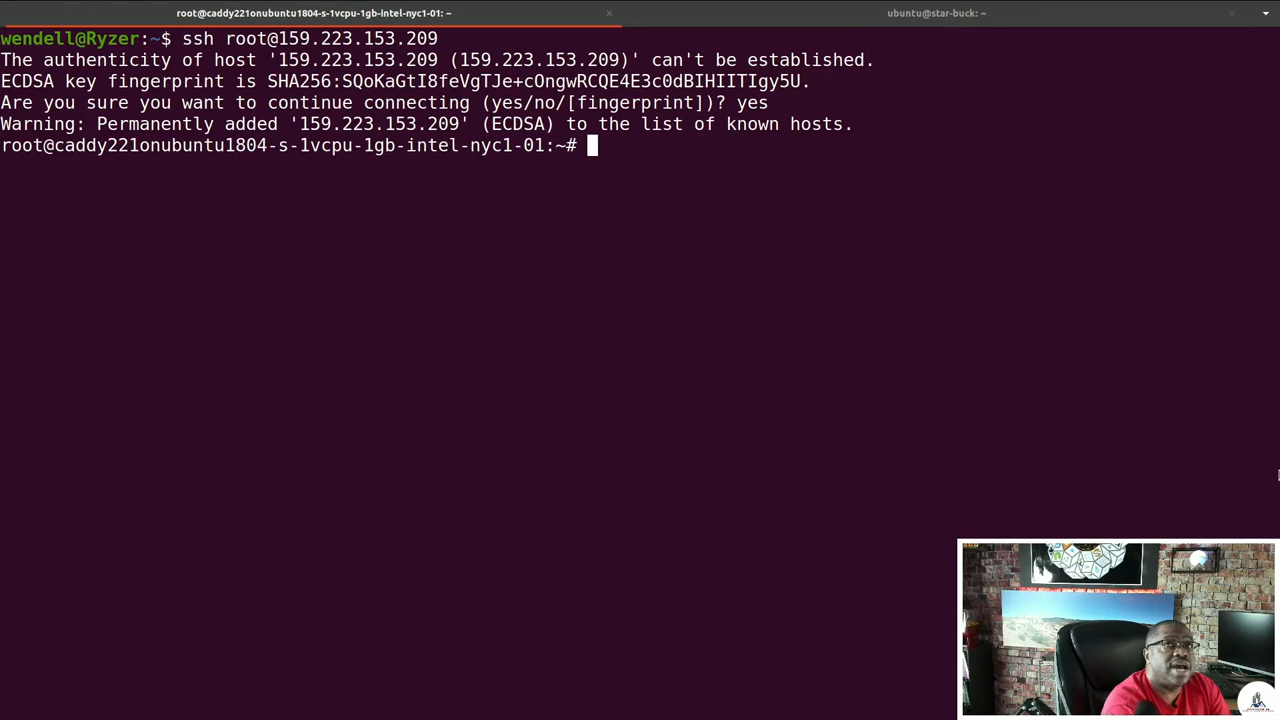 root@caddy221onubuntu1804-s-1vcpu-1gb-intel-nyc1-01: ~
ubuntu@star-buck: ~
wendell@Ryzer:~$ ssh root@159.223.153.209
The authenticity of host '159.223.153.209 (159.223.153.209)' can't be established.
ECDSA key fingerprint is SHA256:SQoKaGtI8feVgTJe+cOngwRCQE4E3c0dBIHIITIgy5U.
Are you sure you want to continue connecting (yes/no/[fingerprint])? yes
Warning: Permanently added '159.223.153.209' (ECDSA) to the list of known hosts.
root@caddy221onubuntu1804-s-1vcpu-1gb-intel-nyc1-01:~#